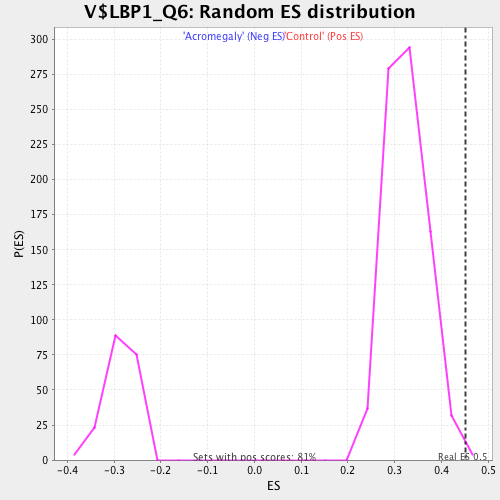 V$LBP1_Q6: Random ES distribution
'Acromegaly' (Neg ES)'Control' (Pos ES)
300
275
250
225
200
175
150
125
100
75
50
25
0
P(ES)
Sets with pos scores: 81%
Real ES 0.5
-0.4 -0.3 -0.2 -0.1 0.0 0.1 0.2 0.3 0.4 0.5
ES